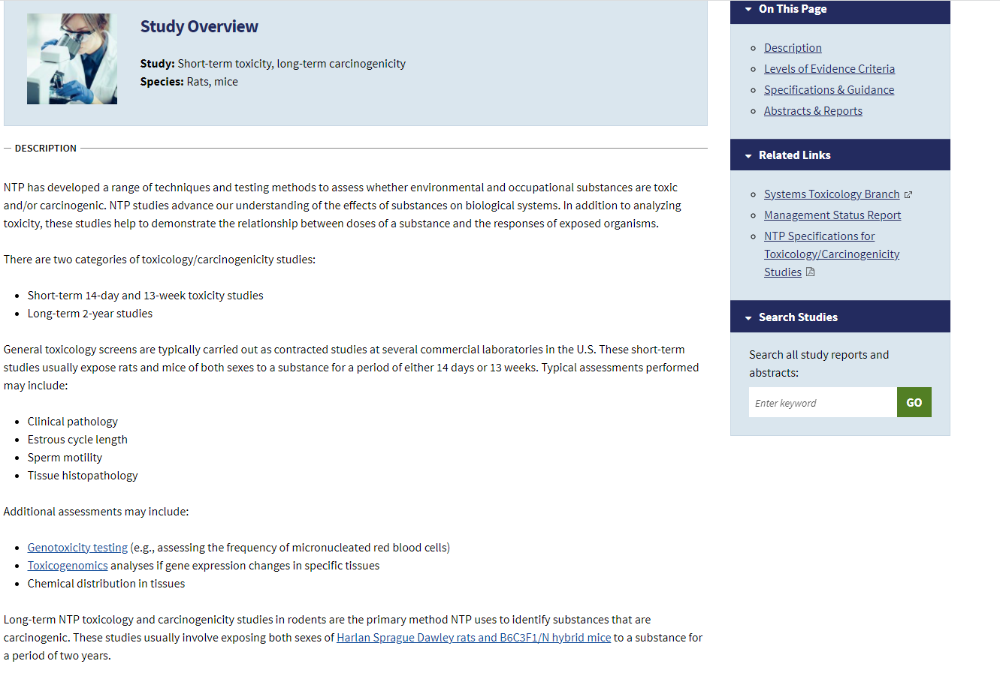 Study Overview
Study: Short-term toxicity, long-term carcinogenicity
Species: Rats, mice
DESCRIPTION
NTP has developed a range of techniques and testing methods to assess whether environmental and occupational substances are toxic
and/or carcinogenic. NTP studies advance our understanding of the effects of substances on biological systems. In addition to analyzing
toxicity, these studies help to demonstrate the relationship between doses of a substance and the responses of exposed organisms.
There are two categories of toxicology/carcinogenicity studies:
Short-term 14-day and 13-week toxicity studies
Long-term 2-year studies
General toxicology screens are typically carried out as contracted studies at several commercial laboratories in the U.S. These short-term
studies usually expose rats and mice of both sexes to a substance for a period of either 14 days or 13 weeks. Typical assessments performed
may include:
Clinical pathology
Estrous cycle length
Sperm motility
Tissue histopathology
Additional assessments may include:
Genotoxicity testing (e.g., assessing the frequency of micronucleated red blood cells)
Toxicogenomics analyses if gene expression changes in specific tissues
Chemical distribution in tissues
Long-term NTP toxicology and carcinogenicity studies in rodents are the primary method NTP uses to identify substances that are
carcinogenic. These studies usually involve exposing both sexes of Harlan Sprague Dawley rats and B6C3F1/N hybrid mice to a substance for
a period of two years.
On This Page
Description
Levels of Evidence Criteria
Specifications & Guidance
Abstracts & Reports
Related Links
Systems Toxicology Branch
Management Status Report
NTP Specifications for
Toxicology/Carcinogenicity
Studies
Search Studies
Search all study reports and
abstracts:
Enter keyword
GO